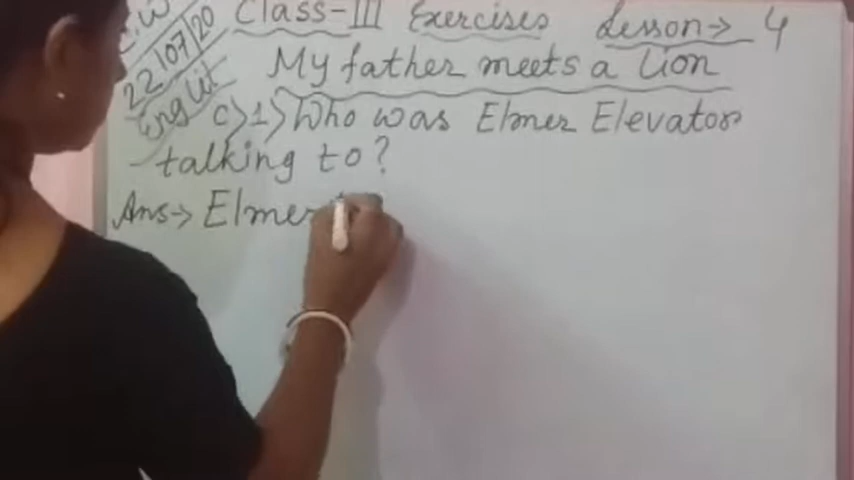 C.W
22/07/20
Eng Lit
Class-III Exercises Lesson→ 4
My father meets a Lion
C>1>Who was Elmer Elevator
talking to?
Ans→ Elmer